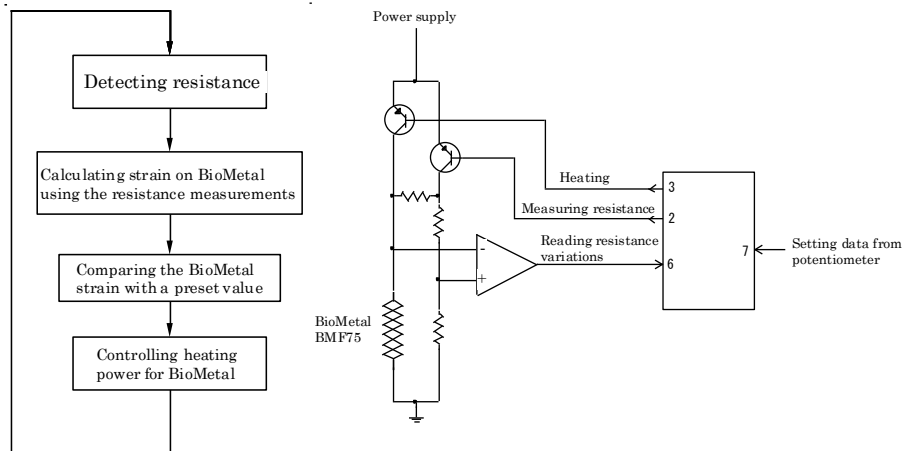 Detecting resistance
Calculating strain on BioMetal
using the resistance measurements
Comparing the BioMetal
strain with a preset value
Controlling heating
power for BioMetal
Power supply
Heating
3
Measuring resistance
2
Reading resistance
variations
6
7
Setting data from
potentiometer
-
+
BioMetal
BMF75